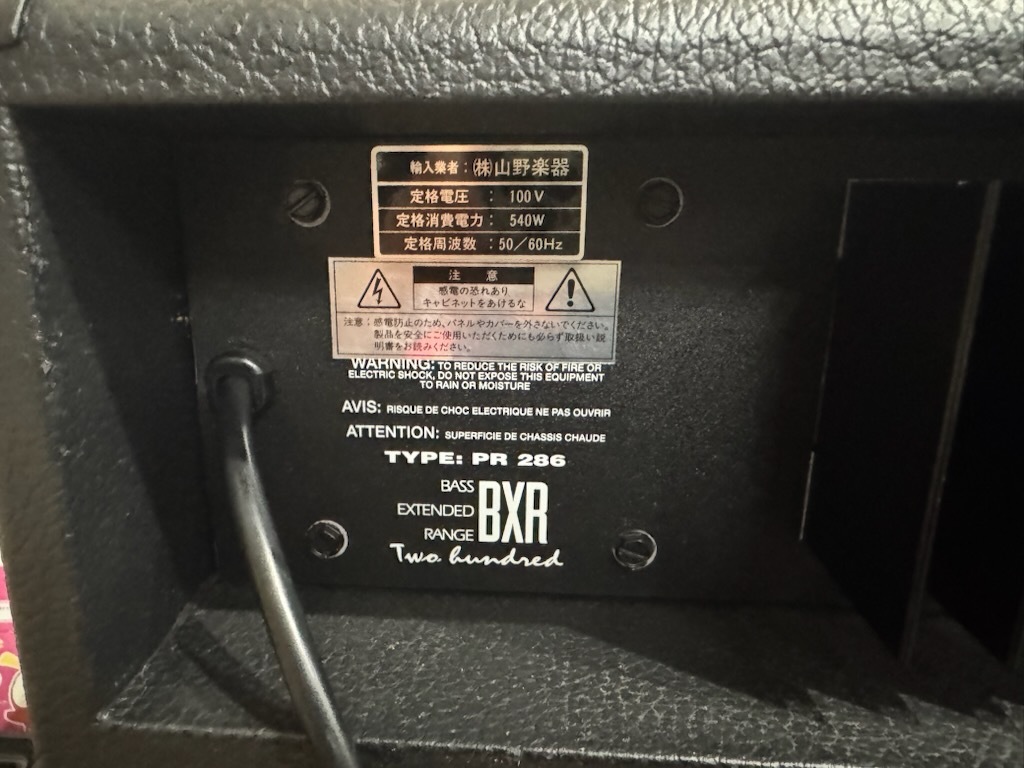 輸入業者：㈱山野楽器
定格電圧 ： 100V
定格消費電力： 540W
定格周波数 ：50／60Hz
注 意
感電の恐れあり
キャビネットをあけるな
注意：感電防止のため、パネルやカバーを外さないでください。
製品を安全にご使用いただくためにも必ず取扱い説
明書をお読みください。
WARNING: TO REDUCE THE RISK OF FIRE OR
ELECTRIC SHOCK, DO NOT EXPOSE THIS EQUIPMENT
TO RAIN OR MOISTURE
AVIS: RISQUE DE CHOC ELECTRIQUE NE PAS OUVRIR
ATTENTION: SUPERFICIE DE CHASSIS CHAUDE
TYPE: PR 286
BASS
EXTENDED
RANGE
BXR
Two hundred